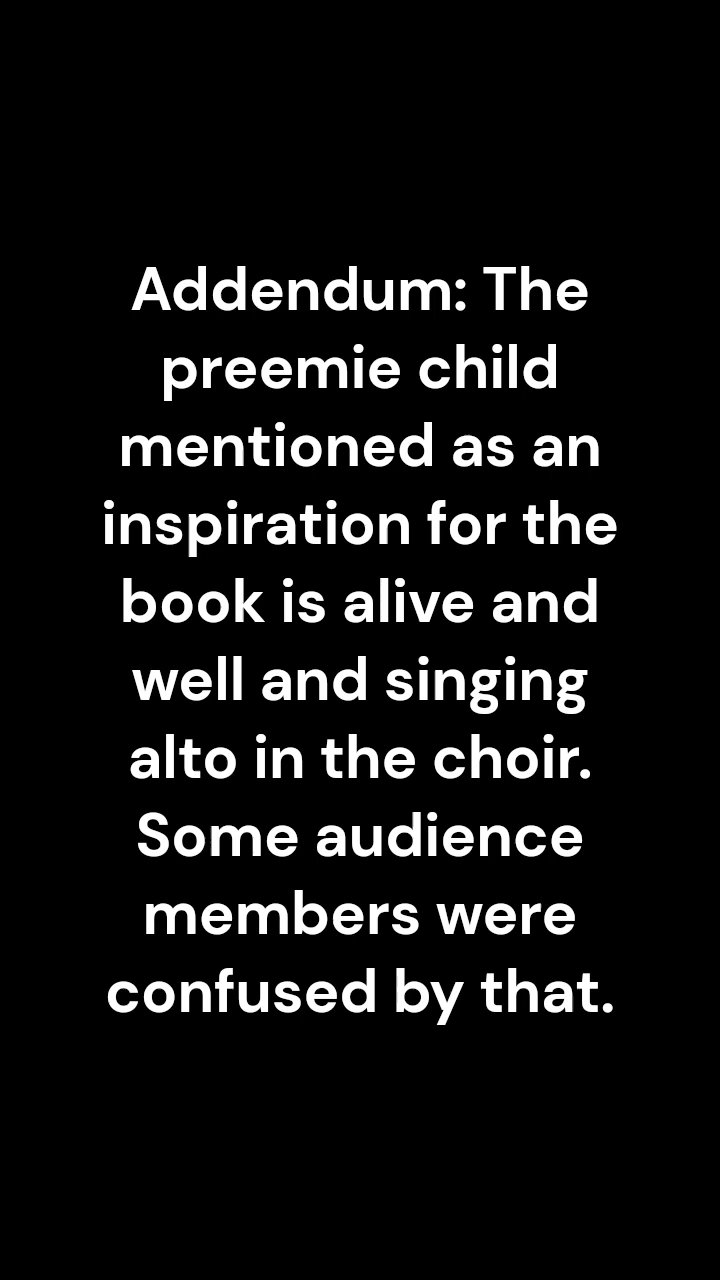 Addendum: The
preemie child
mentioned as an
inspiration for the
book is alive and
well and singing
alto in the choir.
Some audience
members were
confused by that.